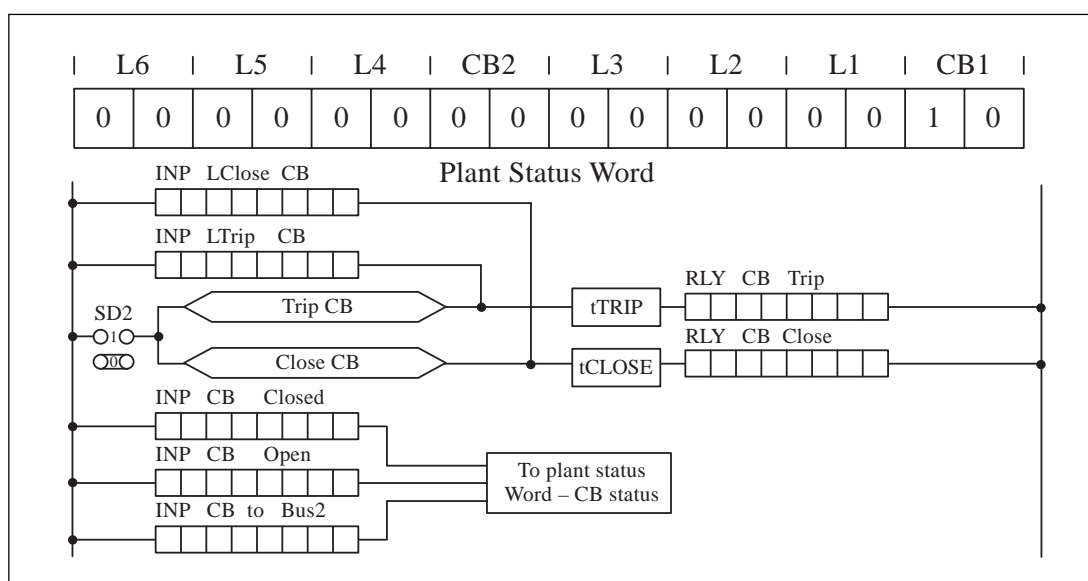 L6 L5 L4 CB2 L3 L2 L1 CB1
0 0 0 0 0 0 0 0 0 0 0 0 0 0 1 0
Plant Status Word
INP LClose CB
INP LTrip CB
RLY CB Trip
SD2
Trip CB
tTRIP
1
RLY CB Close
0
Close CB
tCLOSE
INP CB Closed
INP CB Open
To plant status
Word – CB status
INP CB to Bus2